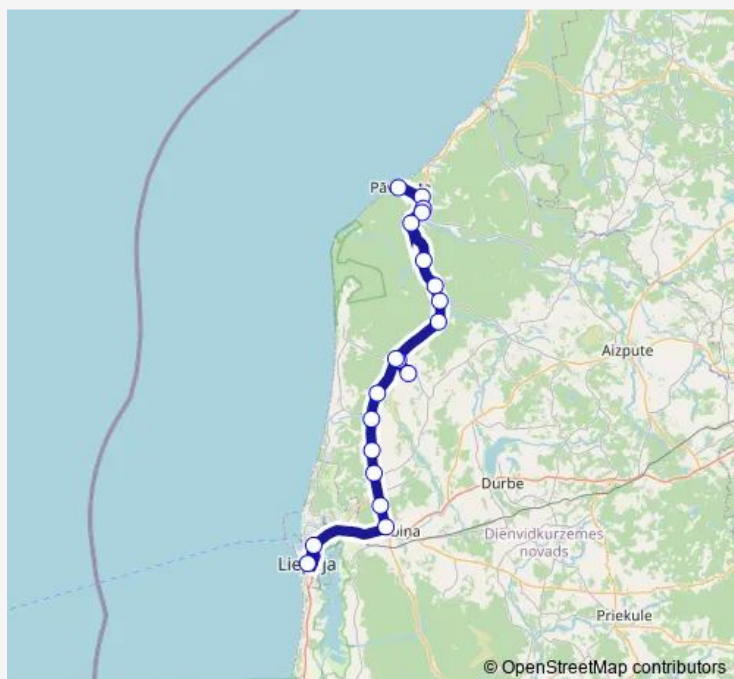 Aizpute
Durbe
Dienvidkurzemes
novads
Priekule
© OpenStreetMap contributors